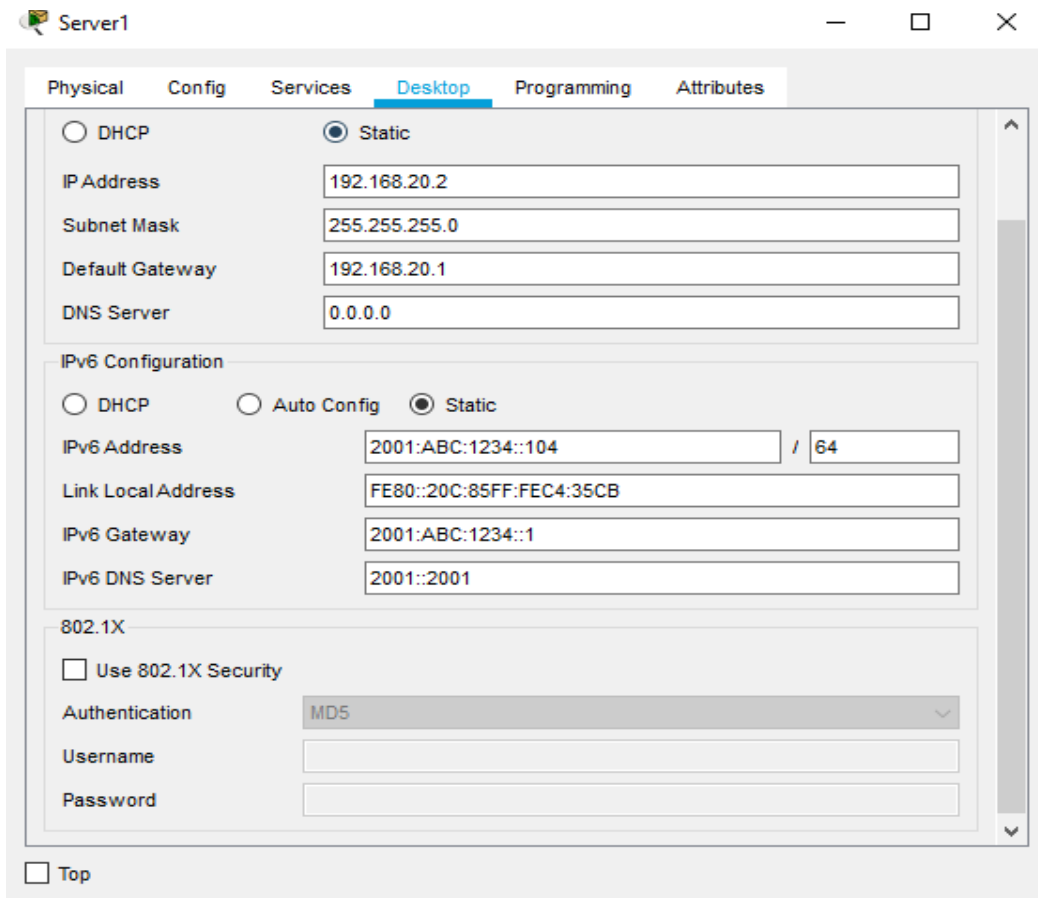 Server1
Physical Config Services Desktop Programming Attributes
DHCP Static
IP Address 192.168.20.2
Subnet Mask 255.255.255.0
Default Gateway 192.168.20.1
DNS Server 0.0.0.0
IPv6 Configuration
DHCP Auto Config Static
IPv6 Address 2001:ABC:1234::104 / 64
Link Local Address FE80::20C:85FF:FEC4:35CB
IPv6 Gateway 2001:ABC:1234::1
IPv6 DNS Server 2001::2001
802.1X
Use 802.1X Security
Authentication MD5
Username
Password
Top